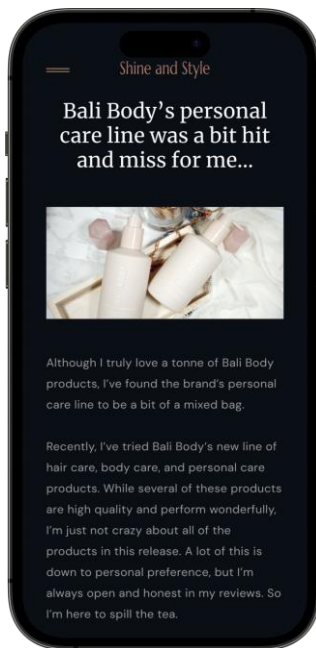 Shine and Style
Bali Body's personal
care line was a bit hit
and miss for me...
Although I truly love a tonne of Bali Body
products, I've found the brand's personal
care line to be a bit of a mixed bag.
Recently, I've tried Bali Body's new line of
hair care, body care, and personal care
products. While several of these products
are high quality and perform wonderfully,
I'm just not crazy about all of the
products in this release. A lot of this is
down to personal preference, but I'm
always open and honest in my reviews. So
I'm here to spill the tea.